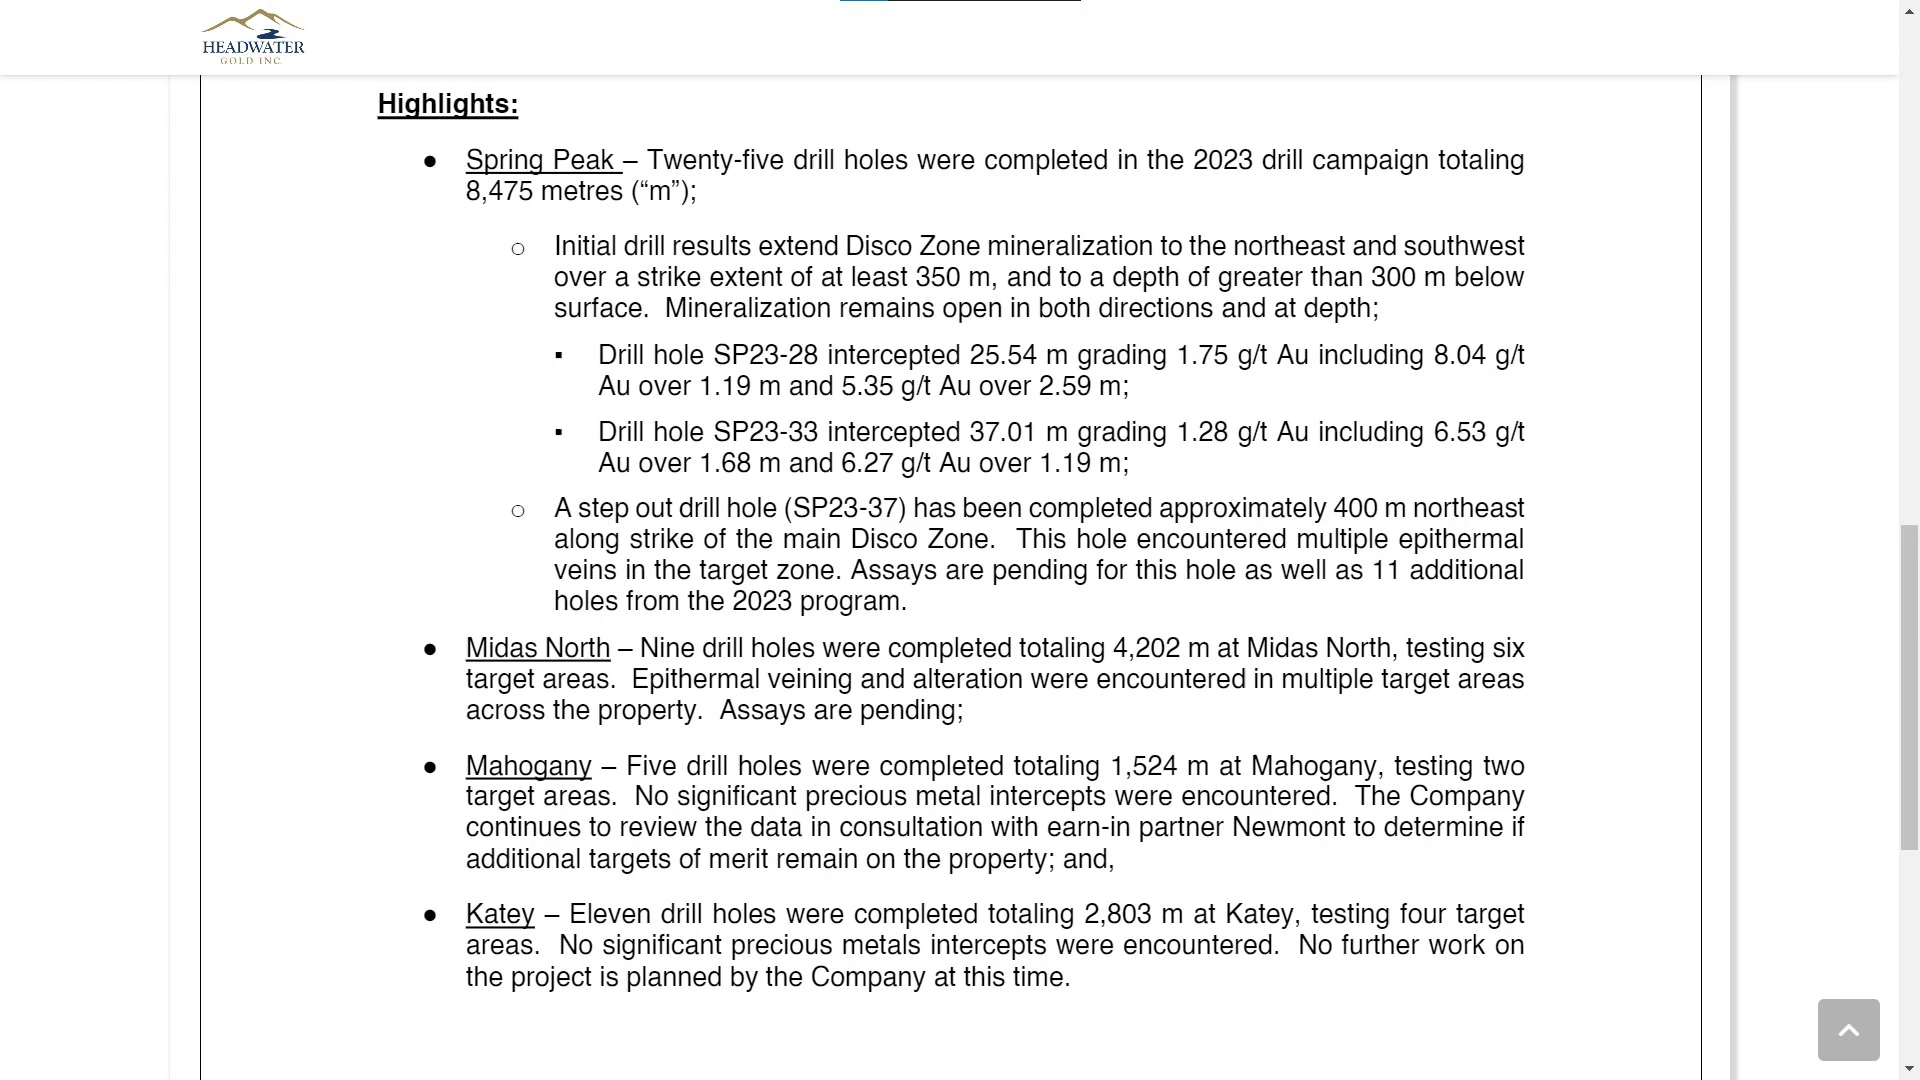 HEADWATER
GOLD INC.
Highlights:
● Spring Peak – Twenty-five drill holes were completed in the 2023 drill campaign totaling
8,475 metres (“m”);
○ Initial drill results extend Disco Zone mineralization to the northeast and southwest
over a strike extent of at least 350 m, and to a depth of greater than 300 m below
surface. Mineralization remains open in both directions and at depth;
▪ Drill hole SP23-28 intercepted 25.54 m grading 1.75 g/t Au including 8.04 g/t
Au over 1.19 m and 5.35 g/t Au over 2.59 m;
▪ Drill hole SP23-33 intercepted 37.01 m grading 1.28 g/t Au including 6.53 g/t
Au over 1.68 m and 6.27 g/t Au over 1.19 m;
○ A step out drill hole (SP23-37) has been completed approximately 400 m northeast
along strike of the main Disco Zone. This hole encountered multiple epithermal
veins in the target zone. Assays are pending for this hole as well as 11 additional
holes from the 2023 program.
● Midas North – Nine drill holes were completed totaling 4,202 m at Midas North, testing six
target areas. Epithermal veining and alteration were encountered in multiple target areas
across the property. Assays are pending;
● Mahogany – Five drill holes were completed totaling 1,524 m at Mahogany, testing two
target areas. No significant precious metal intercepts were encountered. The Company
continues to review the data in consultation with earn-in partner Newmont to determine if
additional targets of merit remain on the property; and,
● Katey – Eleven drill holes were completed totaling 2,803 m at Katey, testing four target
areas. No significant precious metals intercepts were encountered. No further work on
the project is planned by the Company at this time.